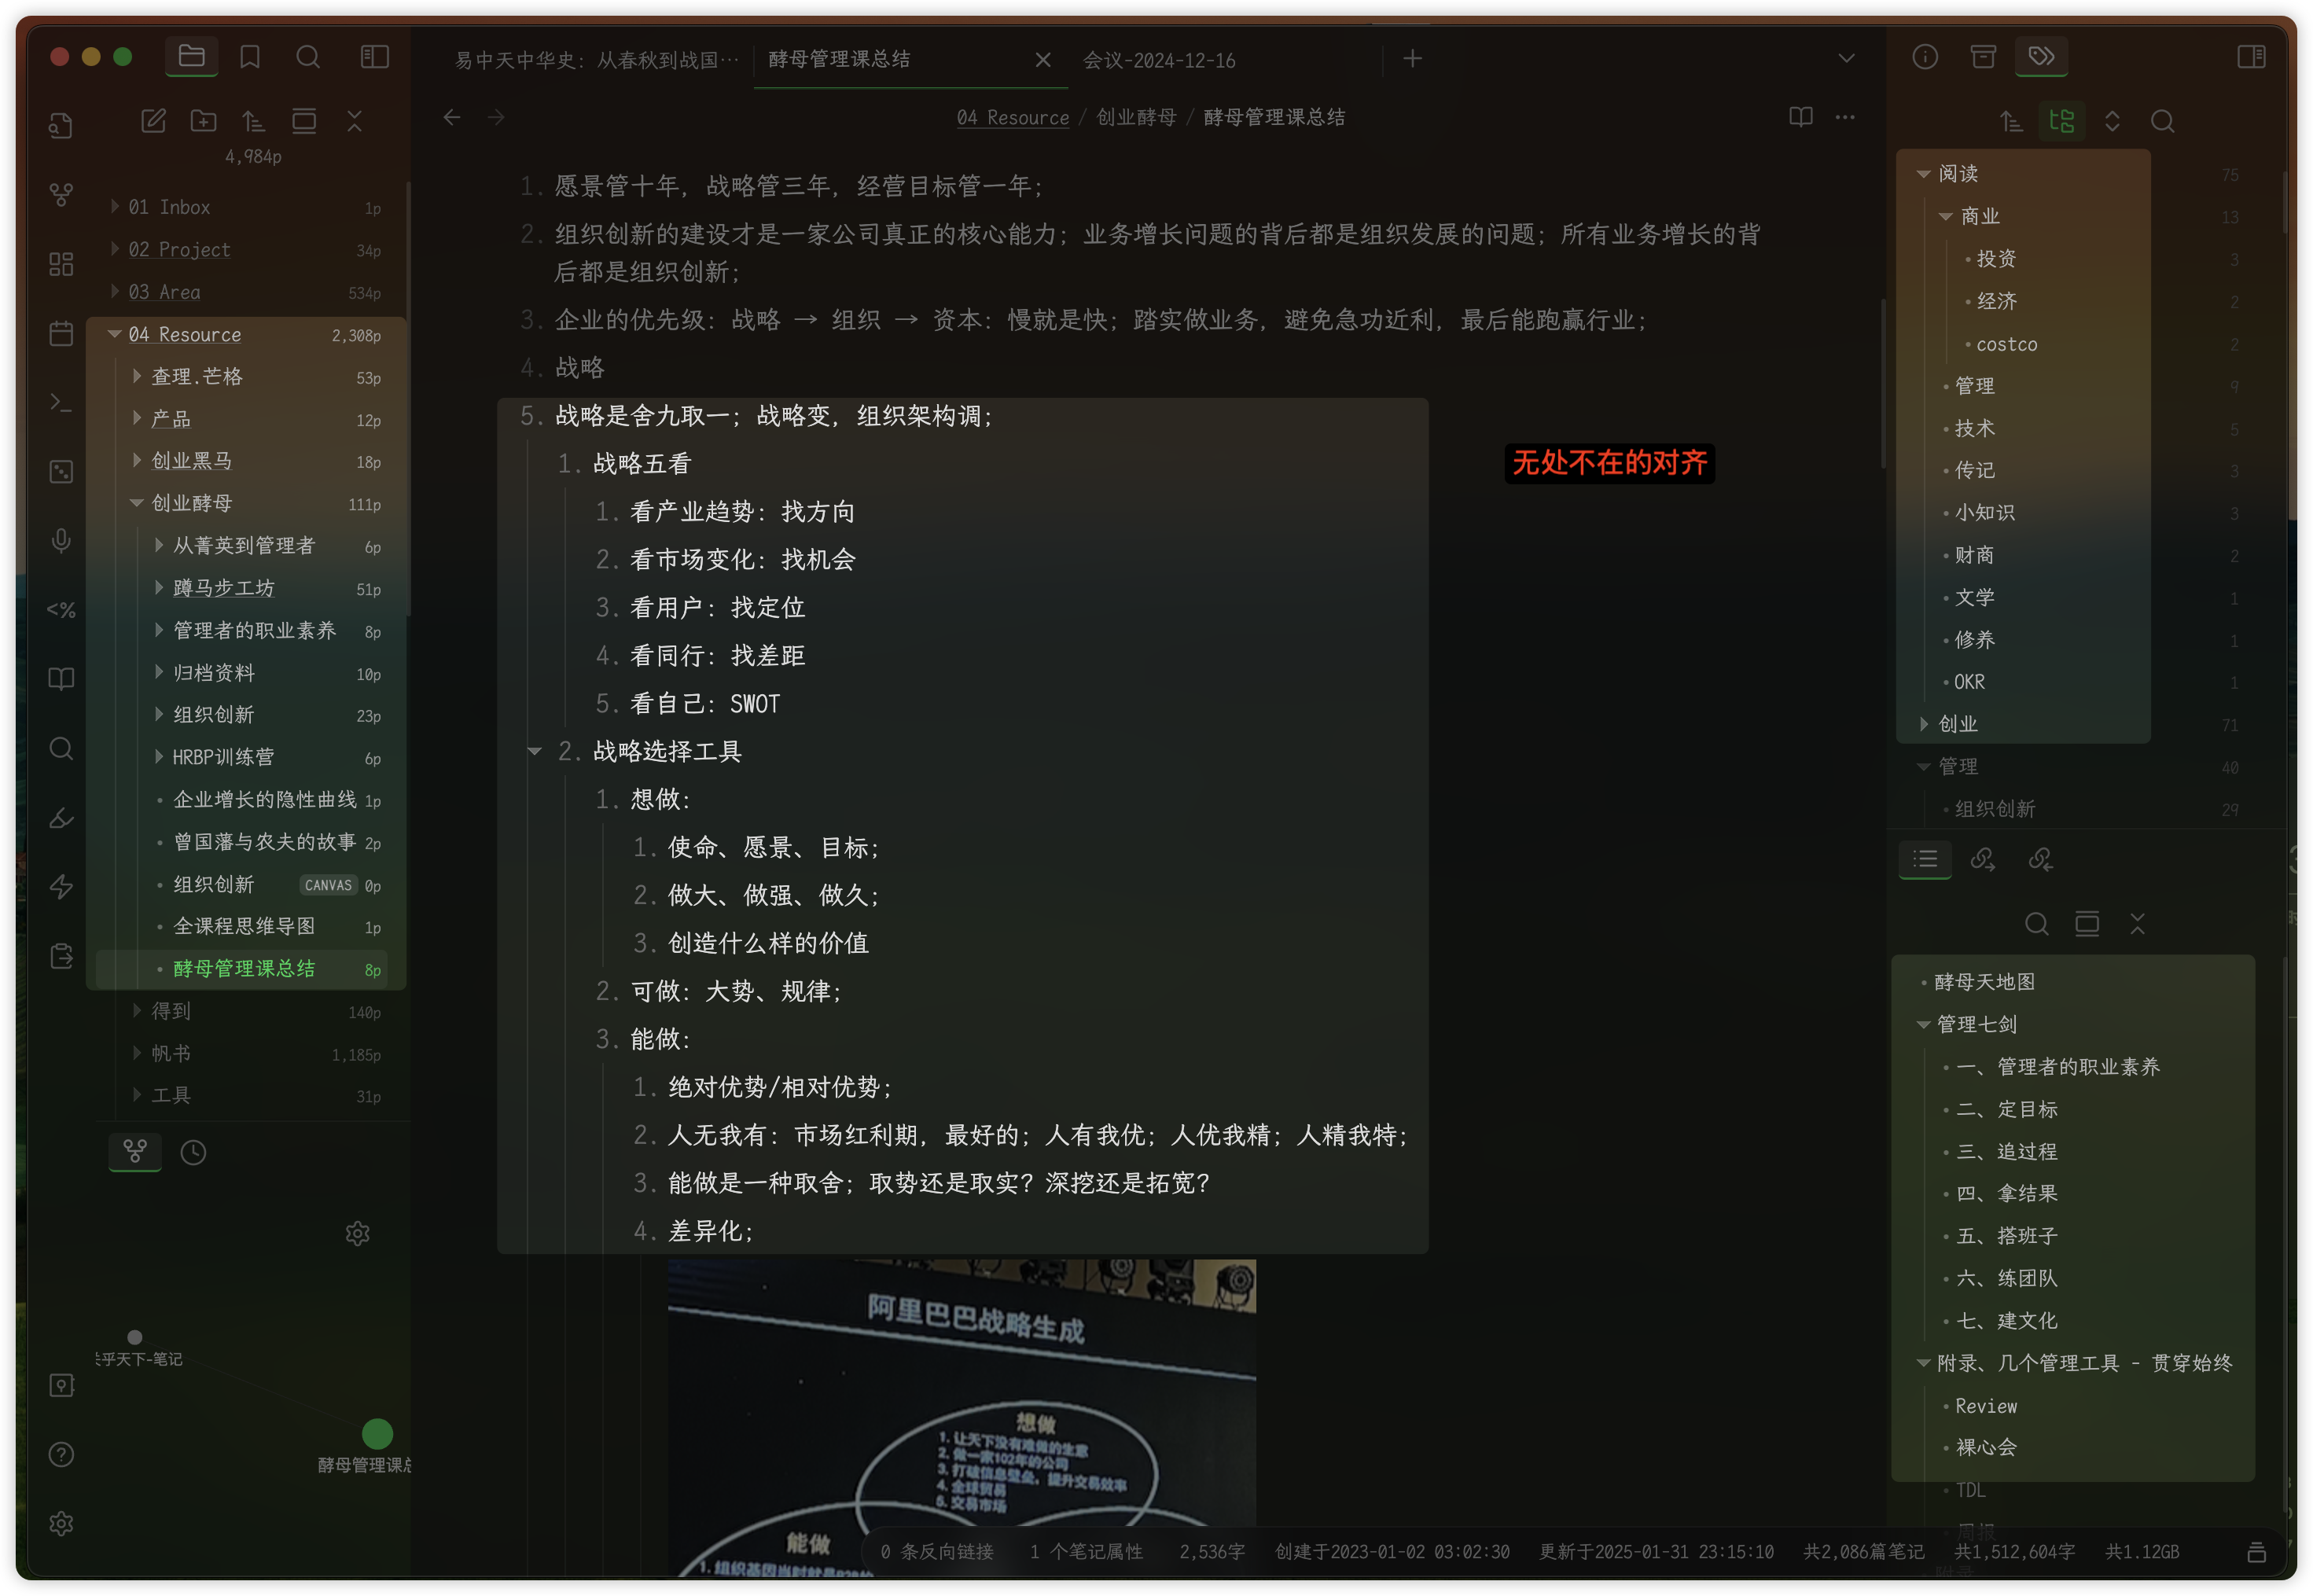 易中天中华史：从春秋到战国…
酵母管理课总结
会议-2024-12-16
04 Resource / 创业酵母 / 酵母管理课总结
4,984p
01 Inbox 1p
02 Project 34p
03 Area 534p
04 Resource 2,308p
查理.芒格 53p
产品 12p
创业黑马 18p
创业酵母 111p
从菁英到管理者 6p
蹲马步工坊 51p
管理者的职业素养 8p
归档资料 10p
组织创新 23p
HRBP训练营 6p
企业增长的隐性曲线 1p
曾国藩与农夫的故事 2p
组织创新 CANVAS 0p
全课程思维导图 1p
酵母管理课总结 8p
得到 140p
帆书 1,185p
工具 31p
乎天下-笔记
酵母管理课总
1. 愿景管十年，战略管三年，经营目标管一年；
2. 组织创新的建设才是一家公司真正的核心能力；业务增长问题的背后都是组织发展的问题；所有业务增长的背
后都是组织创新；
3. 企业的优先级：战略 → 组织 → 资本：慢就是快；踏实做业务，避免急功近利，最后能跑赢行业；
4. 战略
5. 战略是舍九取一；战略变，组织架构调；
1. 战略五看
1. 看产业趋势：找方向
2. 看市场变化：找机会
3. 看用户：找定位
4. 看同行：找差距
5. 看自己：SWOT
2. 战略选择工具
1. 想做：
1. 使命、愿景、目标；
2. 做大、做强、做久；
3. 创造什么样的价值
2. 可做：大势、规律；
3. 能做：
1. 绝对优势/相对优势；
2. 人无我有：市场红利期，最好的；人有我优；人优我精；人精我特；
3. 能做是一种取舍；取势还是取实？深挖还是拓宽？
4. 差异化；
无处不在的对齐
阿里巴巴战略生成
想做
1. 让天下没有难做的生意
2. 做一家102年的公司
3. 打破信息壁垒，提升交易效率
4. 全球贸易
5. 交易市场
能做
阅读 75
商业 13
投资 3
经济 2
costco 2
管理 9
技术 5
传记 3
小知识 3
财商 2
文学 1
修养 1
OKR 1
创业 71
管理 40
组织创新 29
酵母天地图
管理七剑
一、管理者的职业素养
二、定目标
三、追过程
四、拿结果
五、搭班子
六、练团队
七、建文化
附录、几个管理工具 - 贯穿始终
Review
裸心会
TDL
周报
0 条反向链接 1 个笔记属性 2,536字 创建于2023-01-02 03:02:30 更新于2025-01-31 23:15:10 共2,086篇笔记 共1,512,604字 共1.12GB